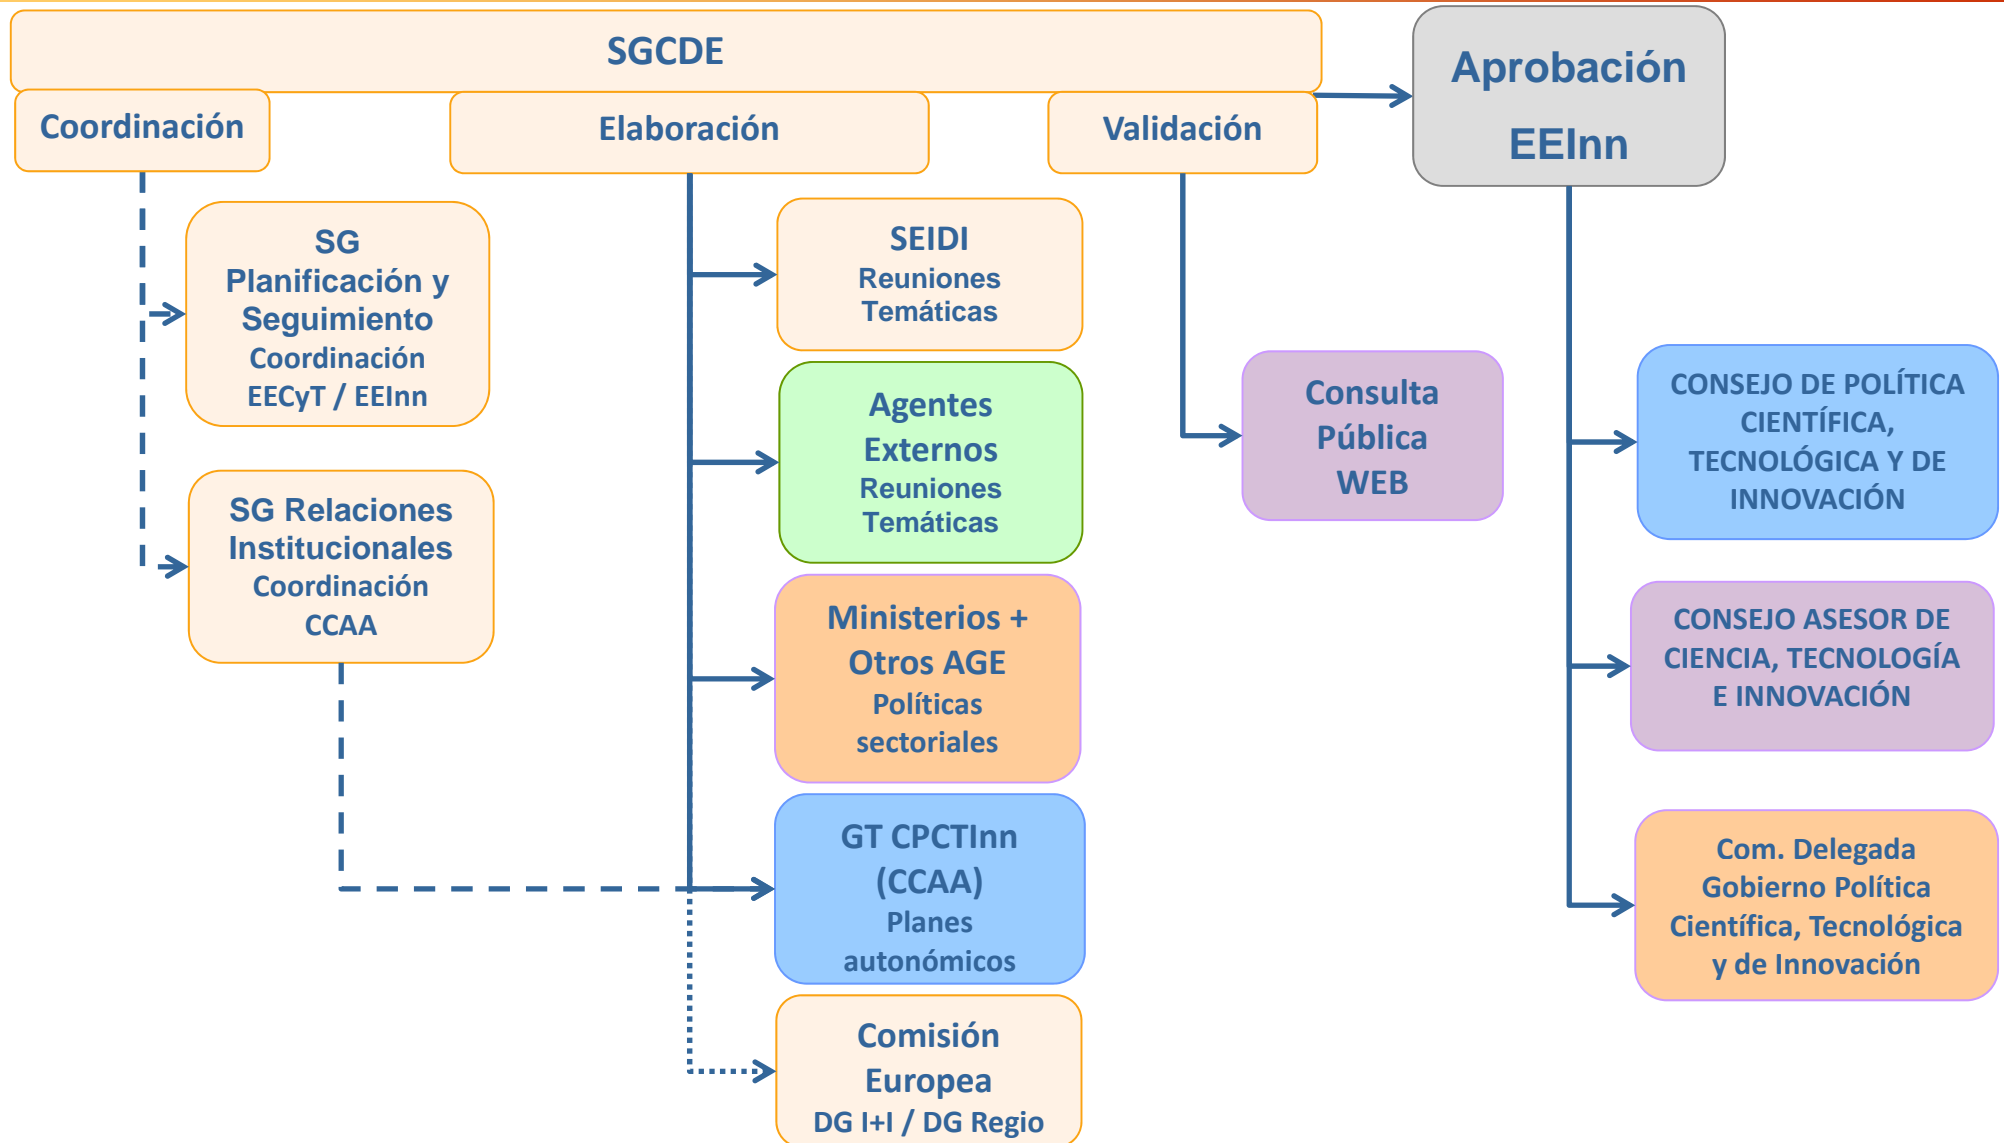 SGCDE
Coordinación
Elaboración
Validación
Aprobación
EEInn
SG
Planificación y
Seguimiento
Coordinación
EECyT / EEInn
SG Relaciones
Institucionales
Coordinación
CCAA
SEIDI
Reuniones
Temáticas
Agentes
Externos
Reuniones
Temáticas
Ministerios +
Otros AGE
Políticas
sectoriales
GT CPCTInn
(CCAA)
Planes
autonómicos
Comisión
Europea
DG I+I / DG Regio
Consulta
Pública
WEB
CONSEJO DE POLÍTICA
CIENTÍFICA,
TECNOLÓGICA Y DE
INNOVACIÓN
CONSEJO ASESOR DE
CIENCIA, TECNOLOGÍA
E INNOVACIÓN
Com. Delegada
Gobierno Política
Científica, Tecnológica
y de Innovación